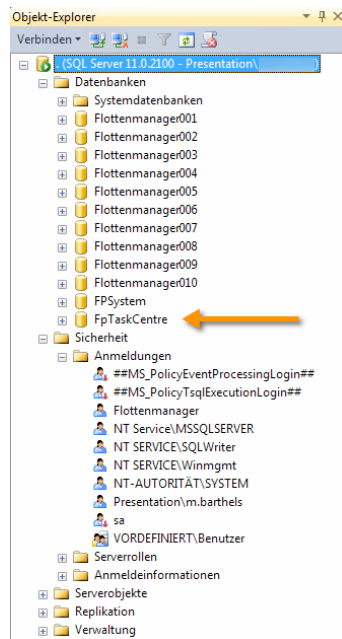 Objekt-Explorer
Verbinden
. (SQL Server 11.0.2100 - Presentation\ )
Datenbanken
Systemdatenbanken
Flottenmanager001
Flottenmanager002
Flottenmanager003
Flottenmanager004
Flottenmanager005
Flottenmanager006
Flottenmanager007
Flottenmanager008
Flottenmanager009
Flottenmanager010
FPSystem
FpTaskCentre
Sicherheit
Anmeldungen
##MS_PolicyEventProcessingLogin##
##MS_PolicyTsqlExecutionLogin##
Flottenmanager
NT Service\MSSQLSERVER
NT SERVICE\SQLWriter
NT SERVICE\Winmgmt
NT-AUTORITÄT\SYSTEM
Presentation\m.barthels
sa
VORDEFINIERT\Benutzer
Serverrollen
Anmeldeinformationen
Serverobjekte
Replikation
Verwaltung